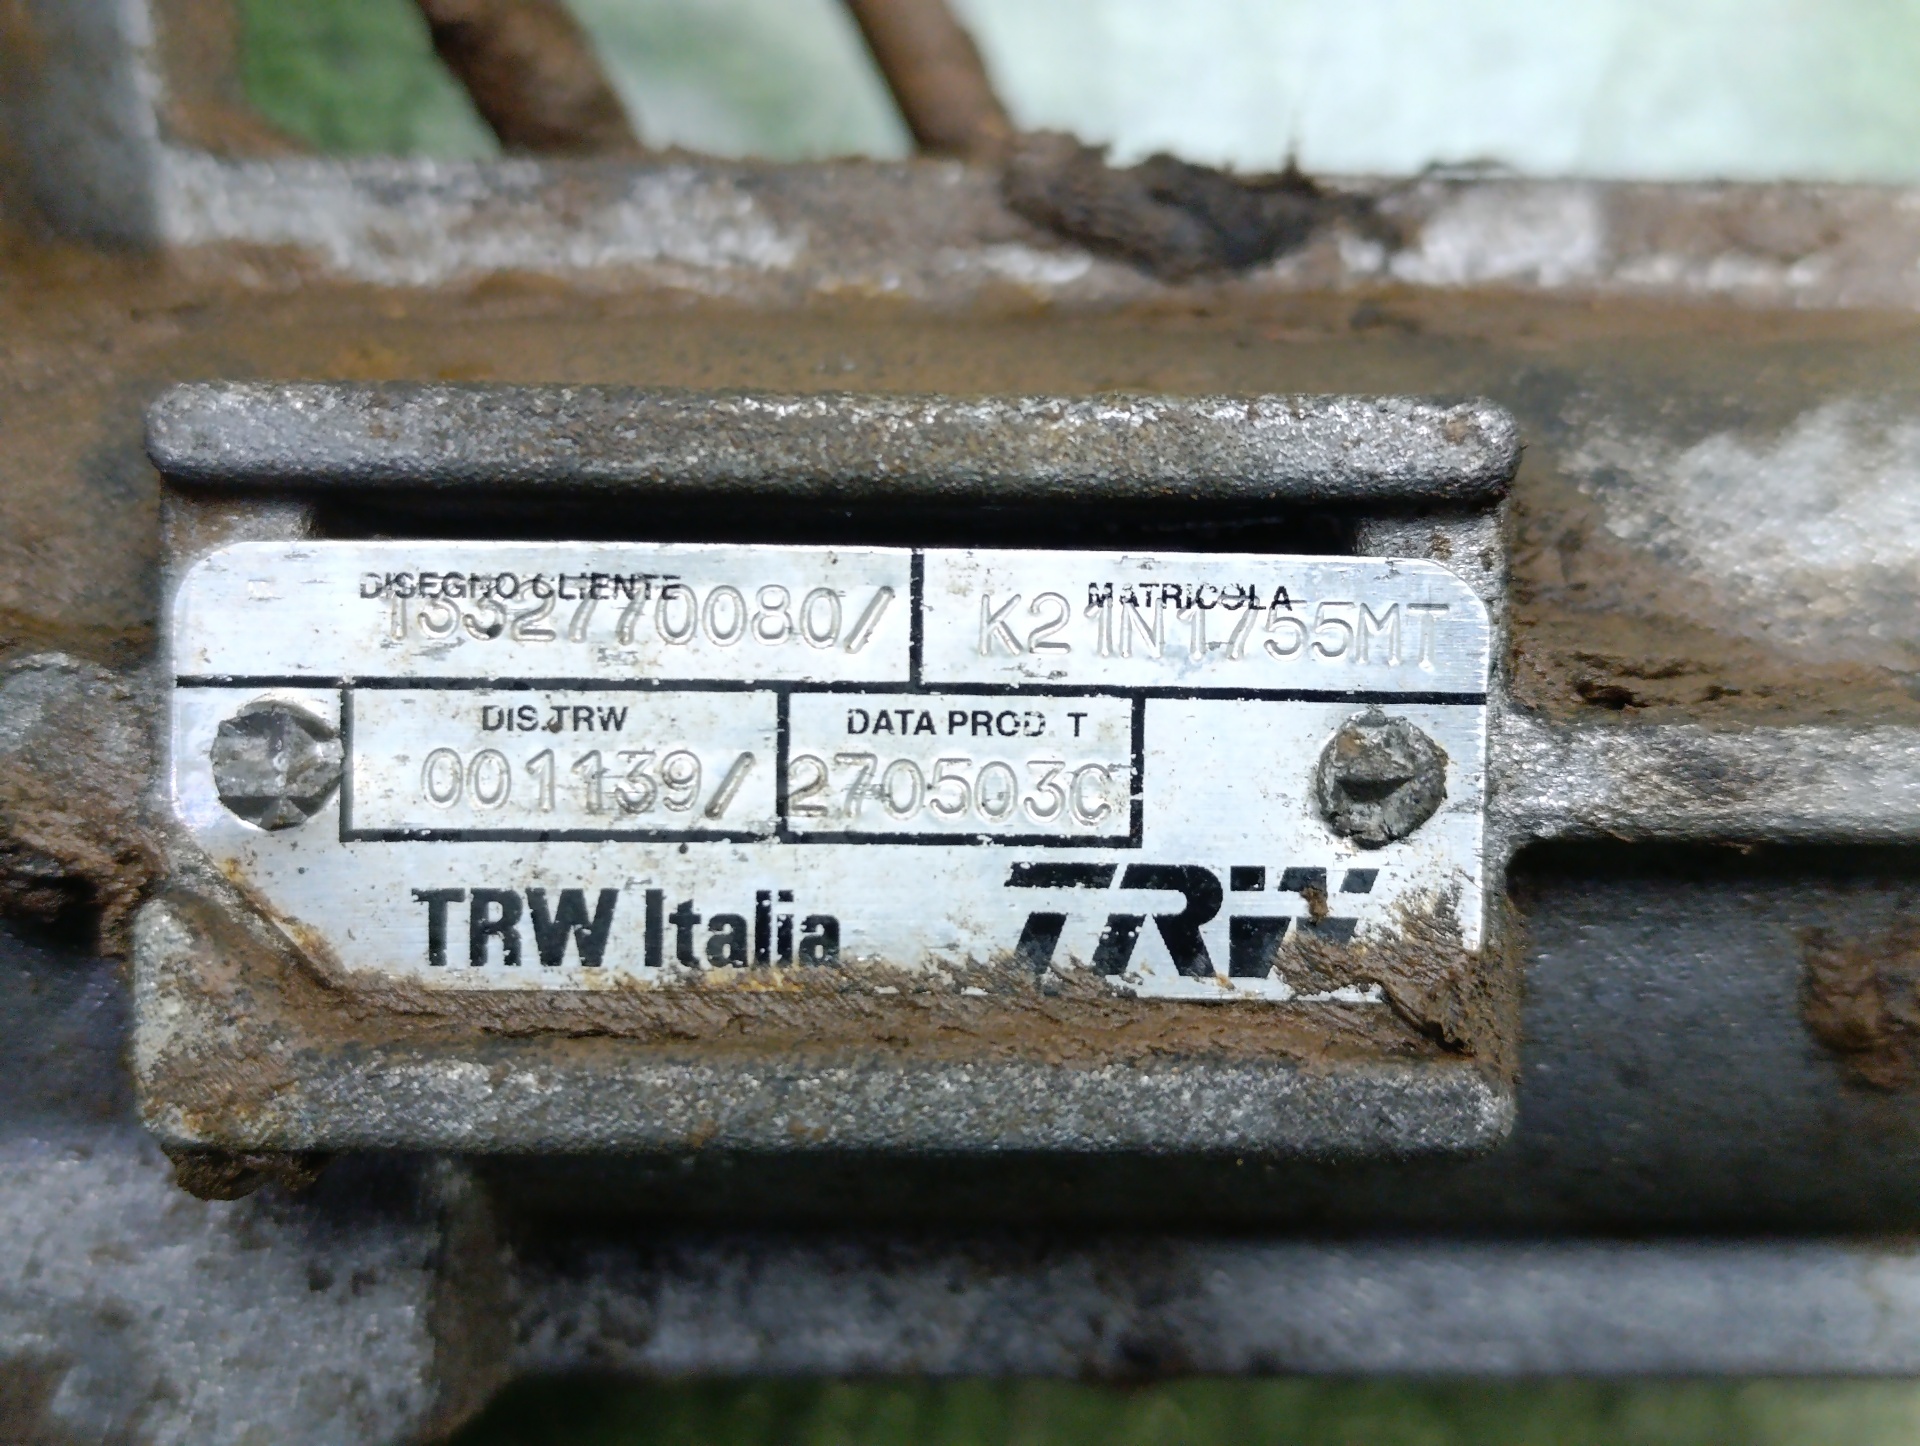 DISEGNO CLIENTE MATRICOLA
1332770080/ K21N1755MT
DIS.TRW DATA PROD. T
001139/ 270503C
TRW Italia TRW